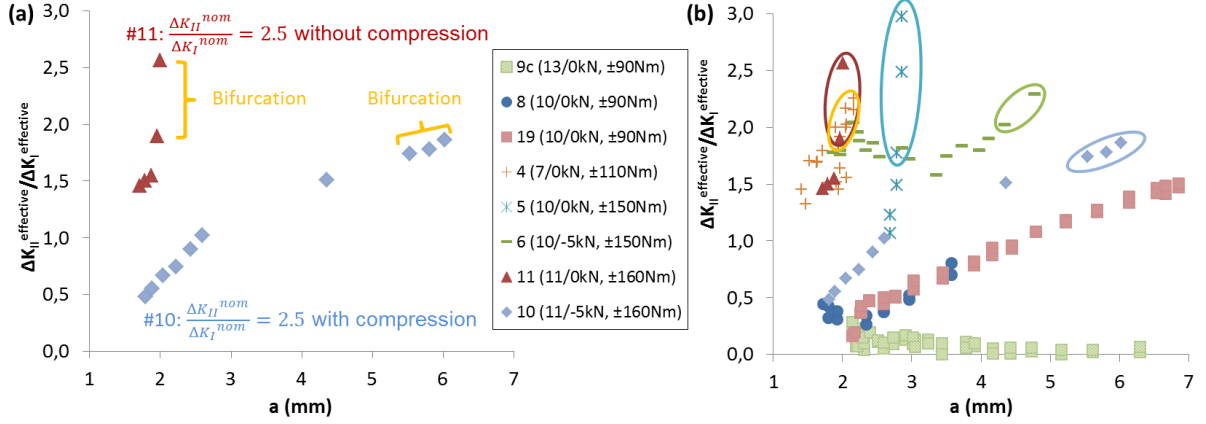 (a)
3,0
2,5
2,0
1,5
1,0
0,5
0,0
ΔK_II^effective/ΔK_I^effective
#11: ΔK_II^nom/ΔK_I^nom = 2.5 without compression
Bifurcation
Bifurcation
#10: ΔK_II^nom/ΔK_I^nom = 2.5 with compression
1 2 3 4 5 6 7
a (mm)
9c (13/0kN, ±90Nm)
8 (10/0kN, ±90Nm)
19 (10/0kN, ±90Nm)
4 (7/0kN, ±110Nm)
5 (10/0kN, ±150Nm)
6 (10/-5kN, ±150Nm)
11 (11/0kN, ±160Nm)
10 (11/-5kN, ±160Nm)
(b)
3,0
2,5
2,0
1,5
1,0
0,5
0,0
ΔK_II^effective/ΔK_I^effective
1 2 3 4 5 6 7
a (mm)